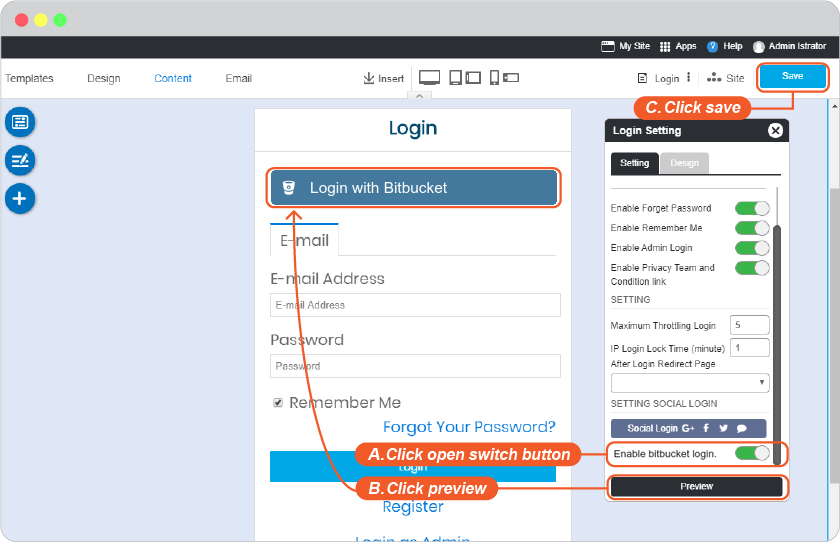 My Site Apps ? Help Admin Istrator
Templates Design Content Email Insert Login Site Save
C. Click save
Login
Login with Bitbucket
E-mail
E-mail Address
E-mail Address
Password
Password
Remember Me
Forgot Your Password?
Login
Register
Login as Admin
Login Setting
Setting Design
Enable Forget Password
Enable Remember Me
Enable Admin Login
Enable Privacy Team and
Condition link
SETTING
Maximum Throttling Login 5
IP Login Lock Time (minute) 1
After Login Redirect Page
SETTING SOCIAL LOGIN
Social Login G+ f
A.Click open switch button
Enable bitbucket login.
B.Click preview
Preview